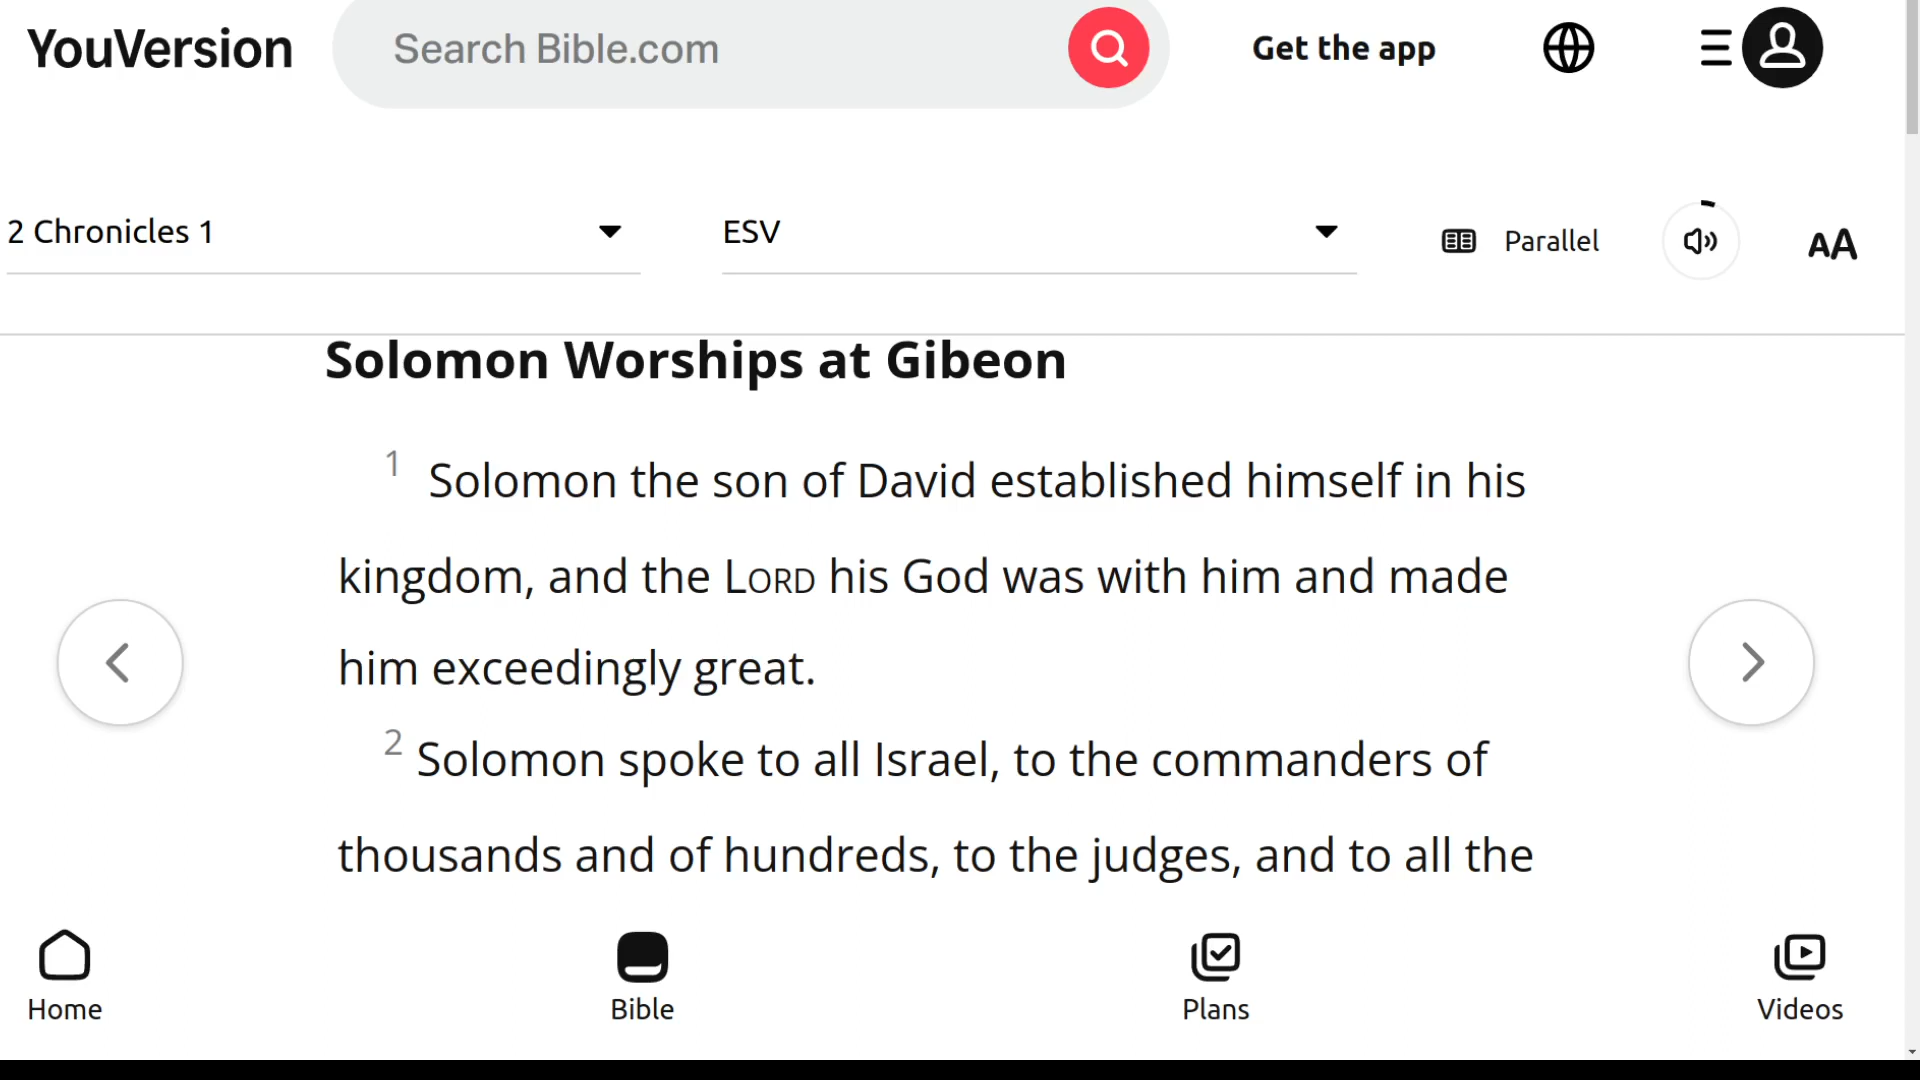 YouVersion
Search Bible.com
Get the app
2 Chronicles 1
ESV
Parallel
AA
Solomon Worships at Gibeon
1 Solomon the son of David established himself in his
kingdom, and the LORD his God was with him and made
him exceedingly great.
2 Solomon spoke to all Israel, to the commanders of
thousands and of hundreds, to the judges, and to all the
Home
Bible
Plans
Videos